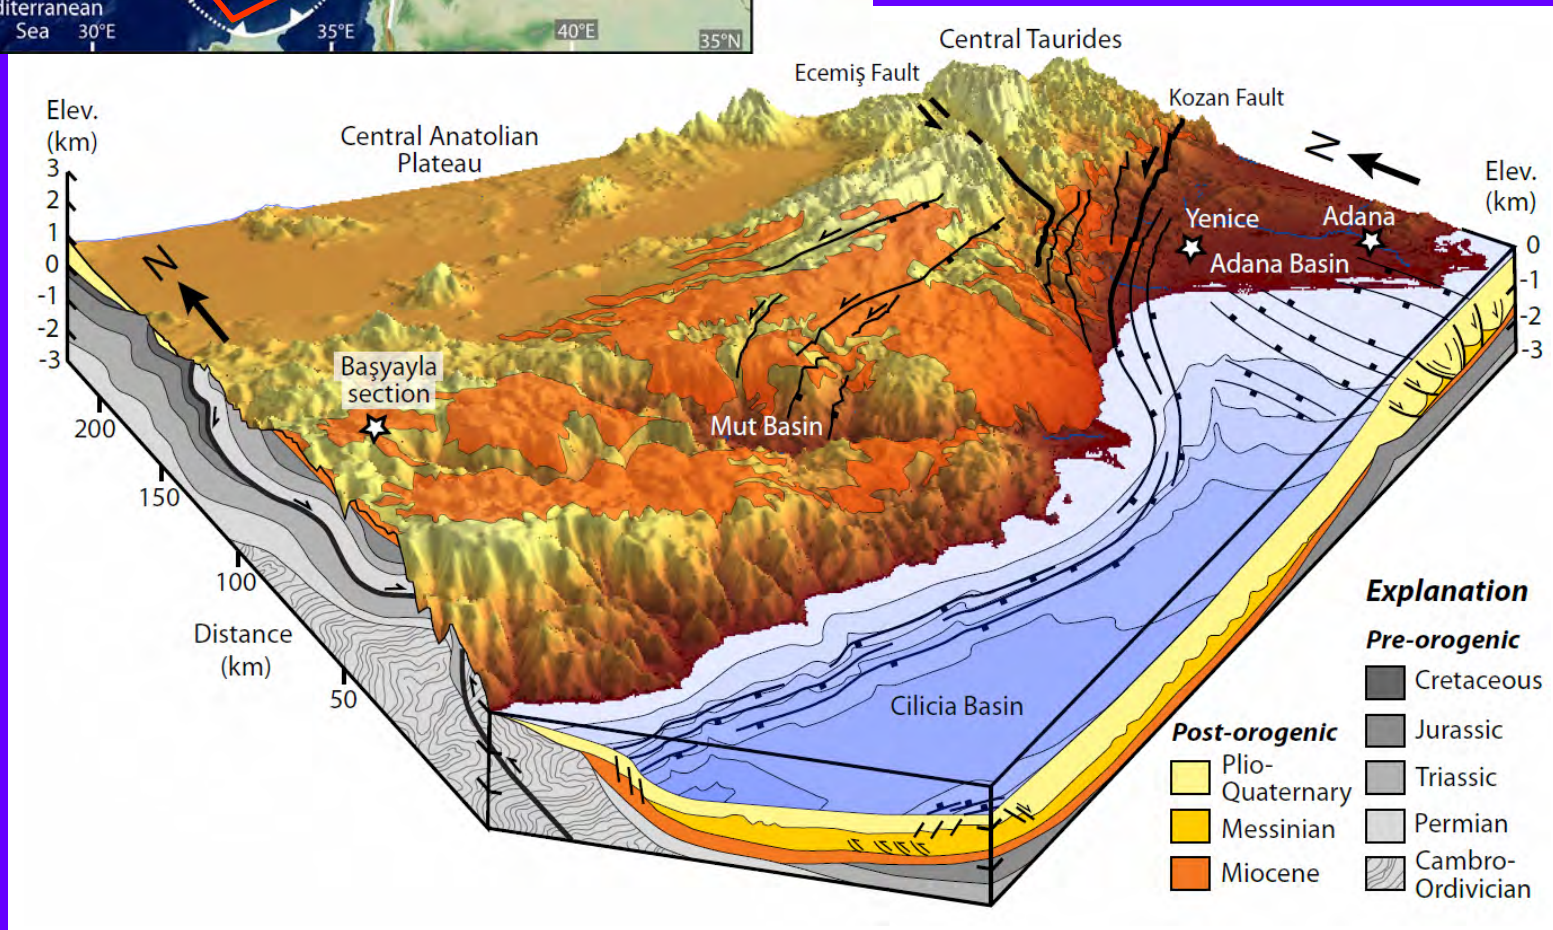 diterranean
Sea 30°E 35°E 40°E 35°N
Central Taurides
Ecemiş Fault
Kozan Fault
Elev.
(km)
Central Anatolian
Plateau
N
Elev.
(km)
3
2
1
0
-1
-2
-3
N
Yenice
Adana
Adana Basin
0
-1
-2
-3
Başyayla
section
Mut Basin
200
150
100
50
Distance
(km)
Cilicia Basin
Explanation
Pre-orogenic
Cretaceous
Jurassic
Triassic
Permian
Cambro-
Ordivician
Post-orogenic
Plio-
Quaternary
Messinian
Miocene